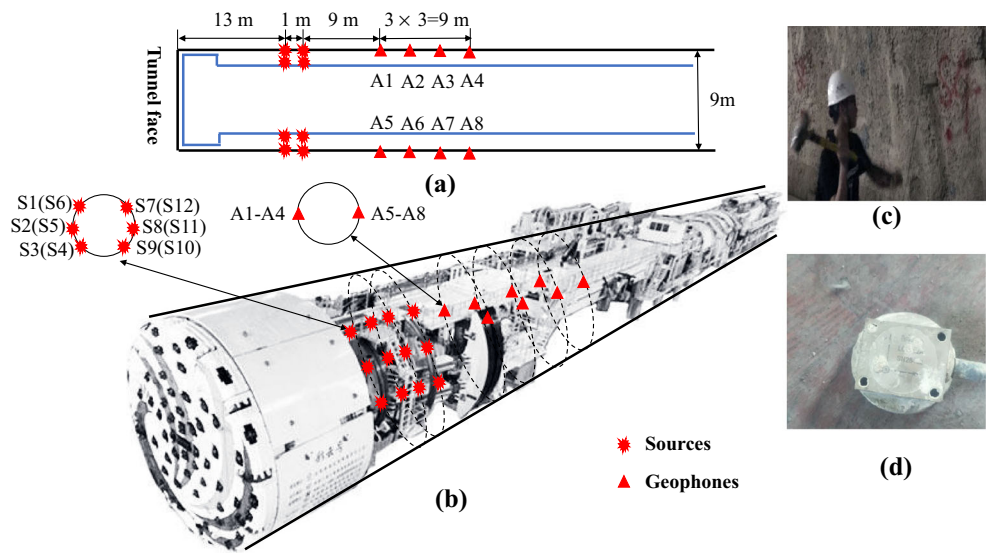 13 m 1 m 9 m 3 × 3=9 m
Tunnel face
A1 A2 A3 A4
9m
A5 A6 A7 A8
(a)
S1(S6) S7(S12)
S2(S5) S8(S11)
S3(S4) S9(S10)
A1-A4 A5-A8
(c)
Sources
Geophones
(b)
(d)